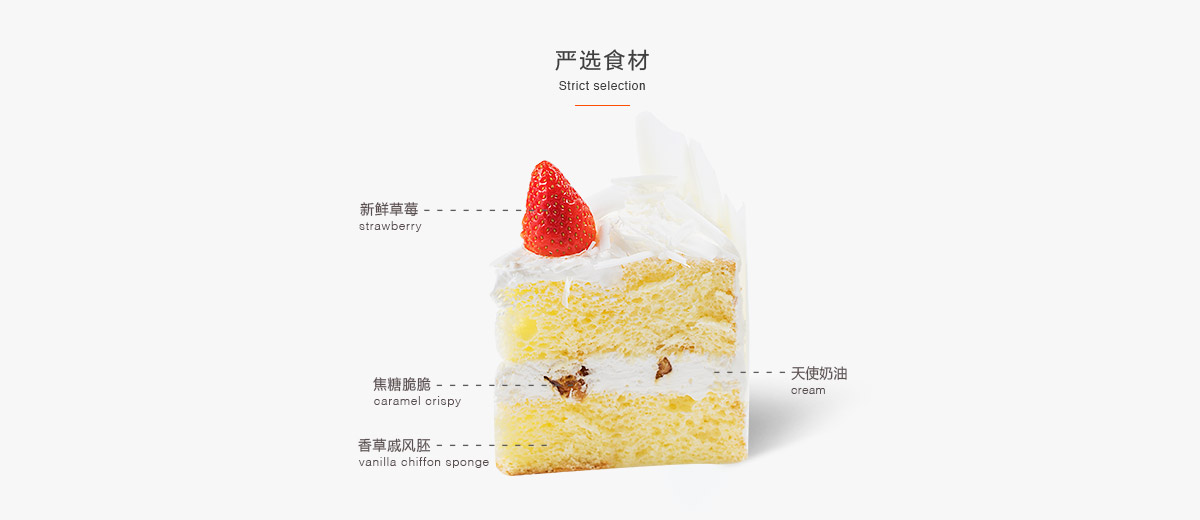 严选食材
Strict selection
新鲜草莓
strawberry
天使奶油
cream
焦糖脆脆
caramel crispy
香草戚风胚
vanilla chiffon sponge